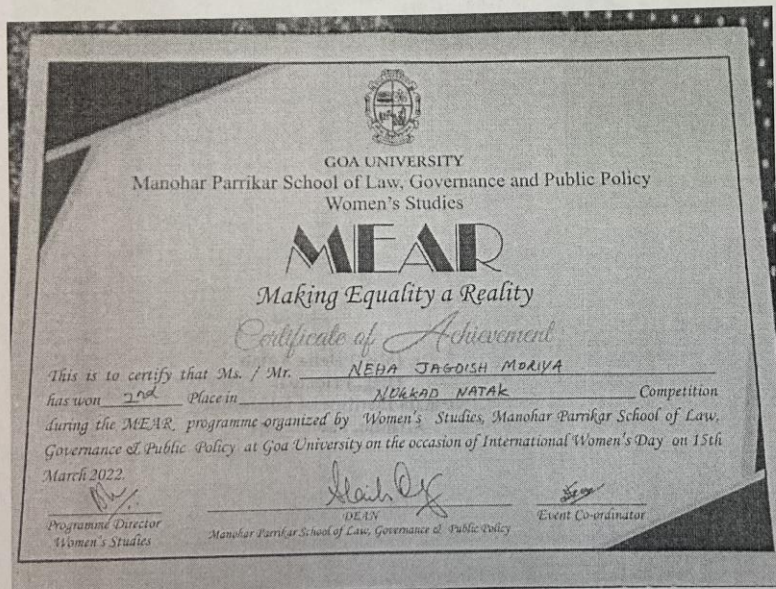 GOA UNIVERSITY
Manohar Parrikar School of Law, Governance and Public Policy
Women's Studies
MEAR
Making Equality a Reality
Certificate of Achievement
This is to certify that Ms. / Mr. NEHA JAGDISH MORIYA
has won 2nd Place in NUKKAD NATAK Competition
during the MEAR, programme organized by Women's Studies, Manohar Parrikar School of Law,
Governance & Public Policy at Goa University on the occasion of International Women's Day on 15th
March 2022.
Programme Director
Women's Studies
DEAN
Manohar Parrikar School of Law, Governance & Public Policy
Event Co-ordinator